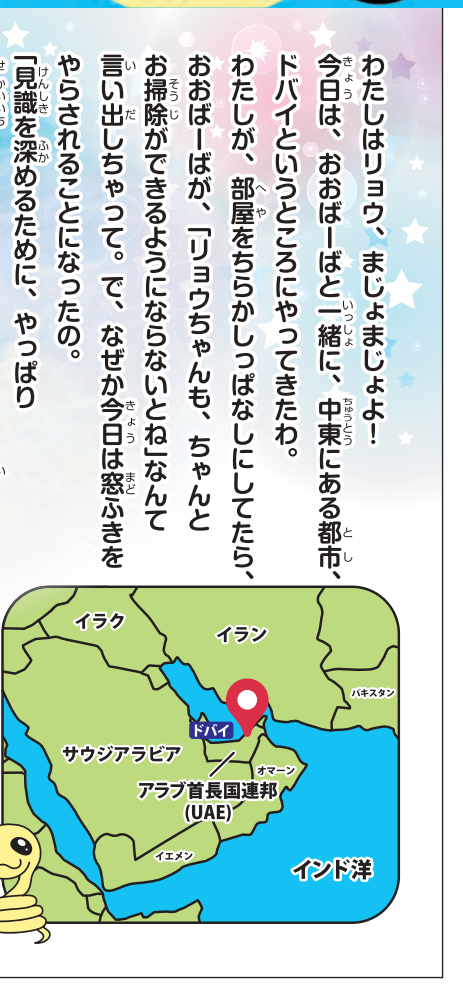 わたしはリョウ、まじょまじょよ！
今日は、おおばーばと一緒に、中東にある都市、
ドバイというところにやってきたわ。
わたしが、部屋をちらかしっぱなしにしてたら、
おおばーばが、「リョウちゃんも、ちゃんと
お掃除ができるようにならないとね」なんて
言い出しちゃって。で、なぜか今日は窓ふきを
やらされることになったの。
「見識を深めるために、やっぱり
イラク
イラン
パキスタン
ドバイ
サウジアラビア
オマーン
アラブ首長国連邦
(UAE)
イエメン
インド洋